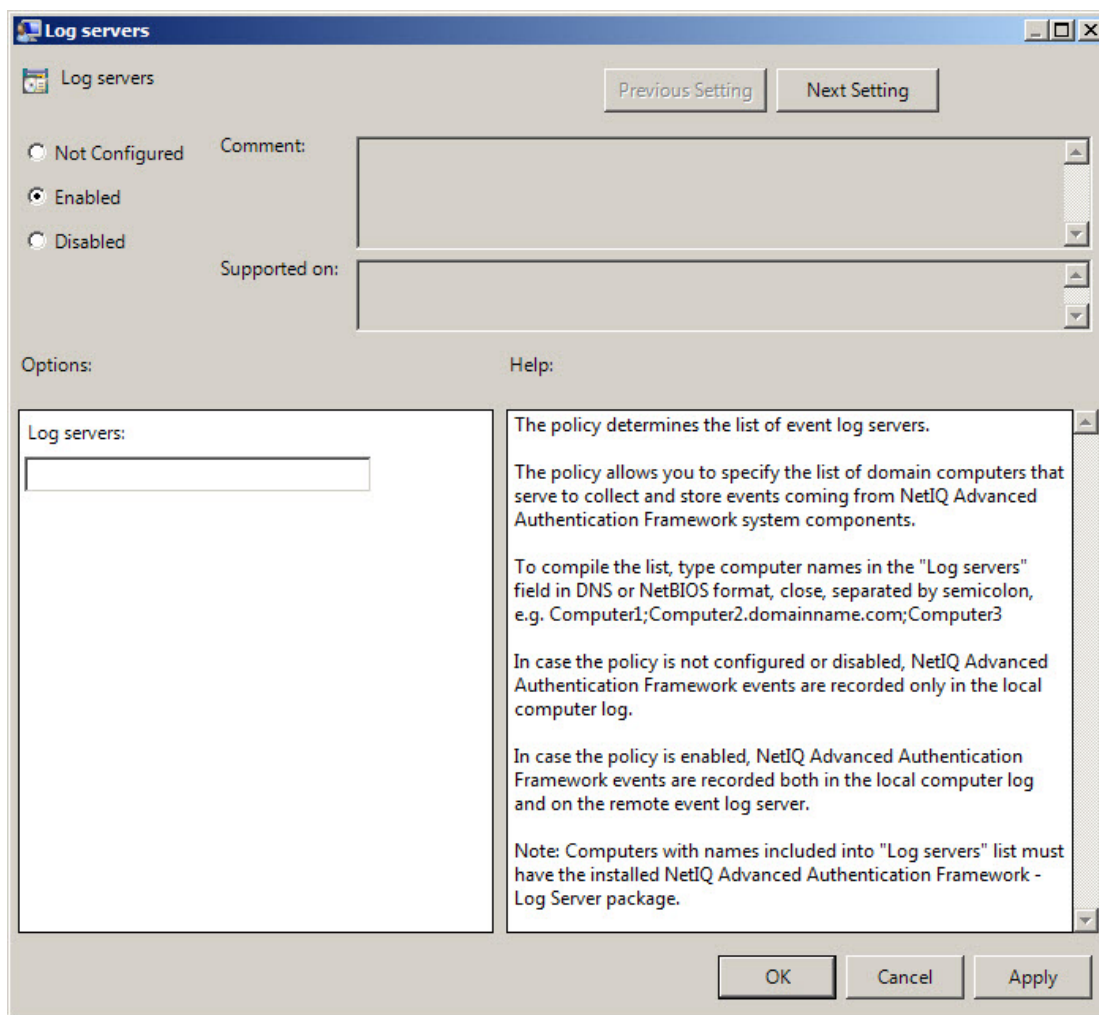 Log servers
Log servers
Previous Setting
Next Setting
Not Configured
Enabled
Disabled
Comment:
Supported on:
Options:
Help:
Log servers:
The policy determines the list of event log servers.
The policy allows you to specify the list of domain computers that
serve to collect and store events coming from NetIQ Advanced
Authentication Framework system components.
To compile the list, type computer names in the "Log servers"
field in DNS or NetBIOS format, close, separated by semicolon,
e.g. Computer1;Computer2.domainname.com;Computer3
In case the policy is not configured or disabled, NetIQ Advanced
Authentication Framework events are recorded only in the local
computer log.
In case the policy is enabled, NetIQ Advanced Authentication
Framework events are recorded both in the local computer log
and on the remote event log server.
Note: Computers with names included into "Log servers" list must
have the installed NetIQ Advanced Authentication Framework -
Log Server package.
OK
Cancel
Apply